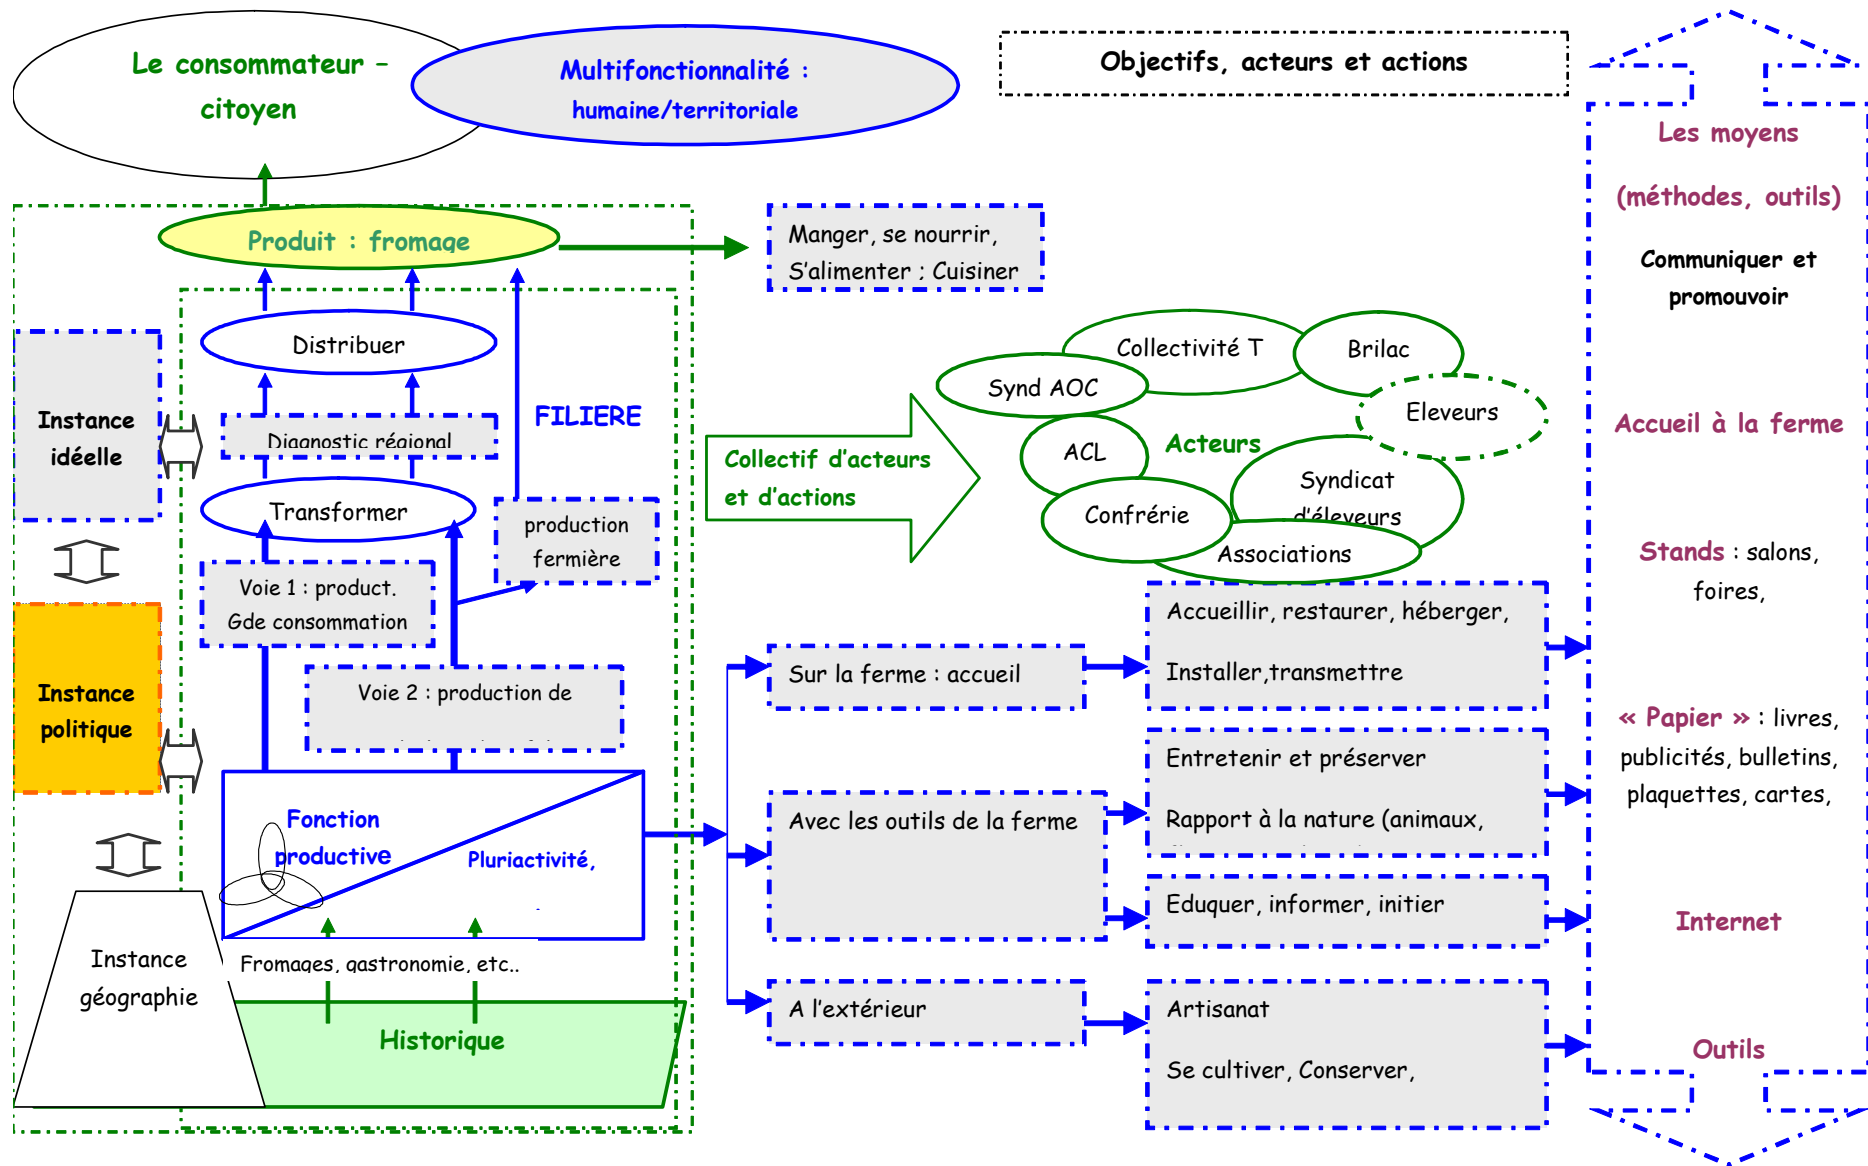 Le consommateur –
citoyen
Multifonctionnalité :
humaine/territoriale
Objectifs, acteurs et actions
Produit : fromage
Manger, se nourrir,
S’alimenter ; Cuisiner
Distribuer
Diagnostic régional
FILIERE
Transformer
production
fermière
Voie 1 : product.
Gde consommation
Voie 2 : production de
Instance
idéelle
Instance
politique
Instance
géographie
Fonction
productive
Pluriactivité,
Fromages, gastronomie, etc..
Historique
Collectif d’acteurs
et d’actions
Collectivité T
Brilac
Synd AOC
Eleveurs
ACL
Acteurs
Syndicat
d’éleveurs
Confrérie
Associations
Sur la ferme : accueil
Accueillir, restaurer, héberger,
Installer,transmettre
Avec les outils de la ferme
Entretenir et préserver
Rapport à la nature (animaux,
Eduquer, informer, initier
A l’extérieur
Artisanat
Se cultiver, Conserver,
Les moyens
(méthodes, outils)
Communiquer et
promouvoir
Accueil à la ferme
Stands : salons,
foires,
« Papier » : livres,
publicités, bulletins,
plaquettes, cartes,
Internet
Outils